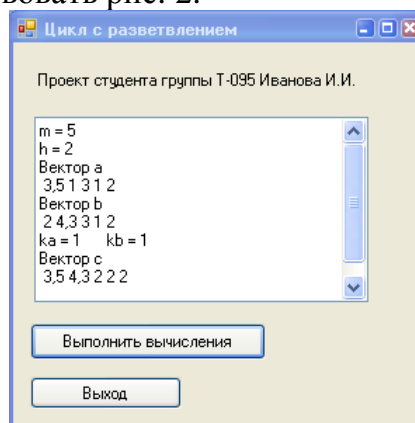 вовать рис. 2.
Цикл с разветвлением
Проект студента группы Т-095 Иванова И.И.
m = 5
h = 2
Вектор a
3,5 1 3 1 2
Вектор b
2 4,3 3 1 2
ka = 1 kb = 1
Вектор c
3,5 4,3 2 2 2
Выполнить вычисления
Выход